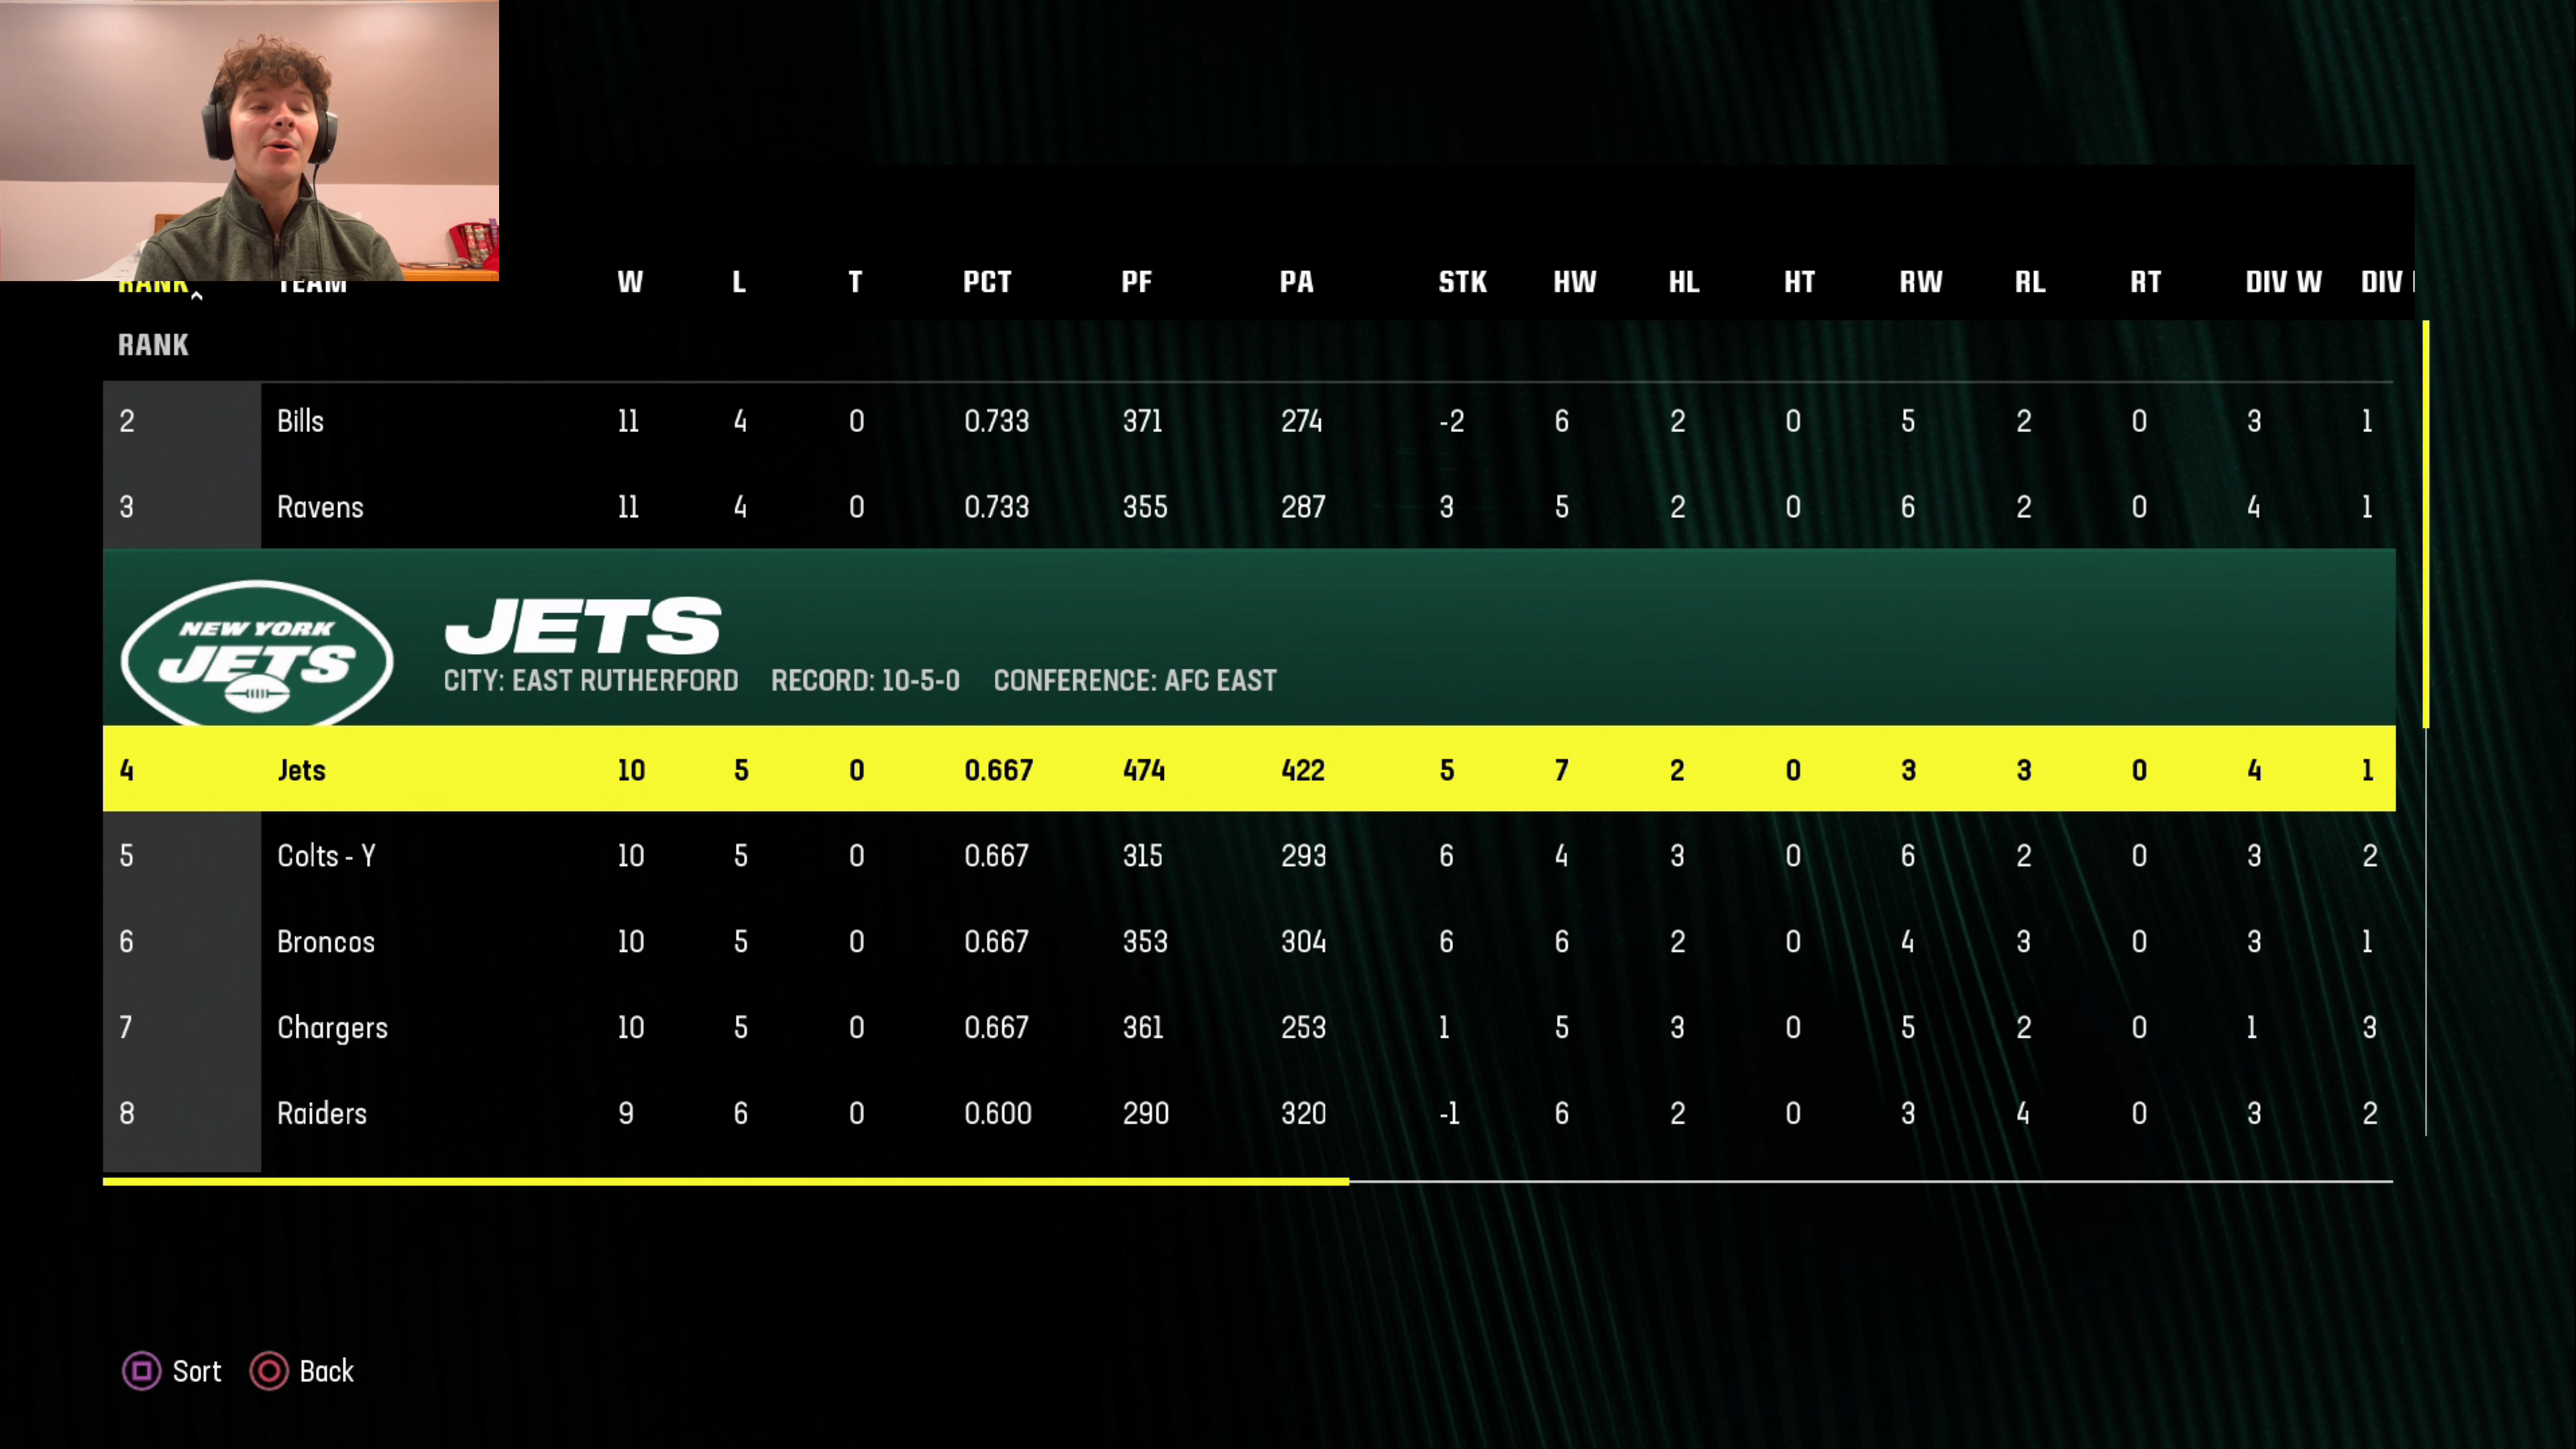 RANK TEAM W L T PCT PF PA STK HW HL HT RW RL RT DIV W DIV
RANK
2 Bills 11 4 0 0.733 371 274 -2 6 2 0 5 2 0 3 1
3 Ravens 11 4 0 0.733 355 287 3 5 2 0 6 2 0 4 1
NEW YORK
JETS
JETS
CITY: EAST RUTHERFORD RECORD: 10-5-0 CONFERENCE: AFC EAST
4 Jets 10 5 0 0.667 474 422 5 7 2 0 3 3 0 4 1
5 Colts - Y 10 5 0 0.667 315 293 6 4 3 0 6 2 0 3 2
6 Broncos 10 5 0 0.667 353 304 6 6 2 0 4 3 0 3 1
7 Chargers 10 5 0 0.667 361 253 1 5 3 0 5 2 0 1 3
8 Raiders 9 6 0 0.600 290 320 -1 6 2 0 3 4 0 3 2
Sort Back